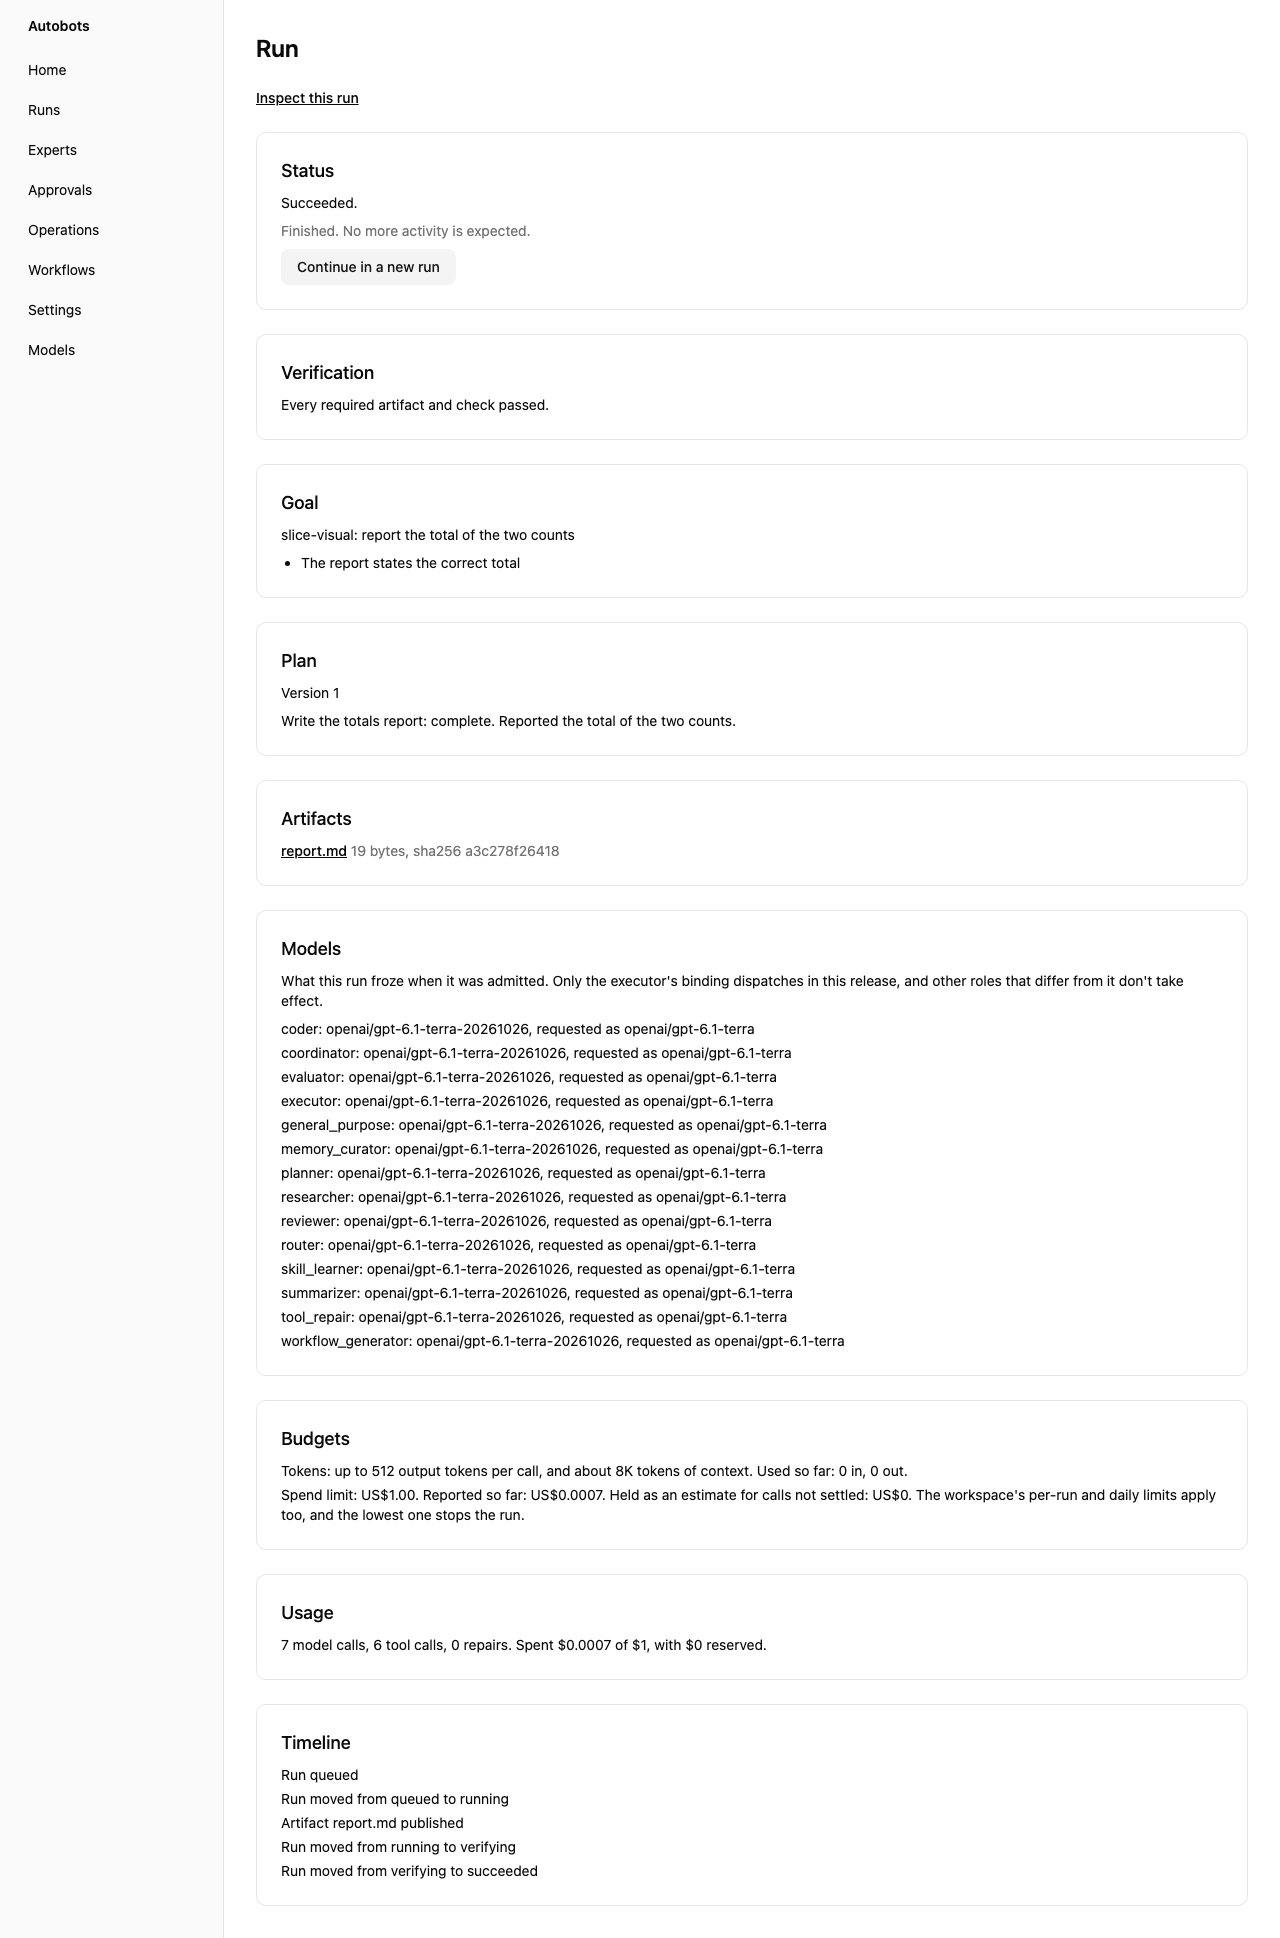 Autobots
Home
Runs
Experts
Approvals
Operations
Workflows
Settings
Models
Run
Inspect this run
Status
Succeeded.
Finished. No more activity is expected.
Continue in a new run
Verification
Every required artifact and check passed.
Goal
slice-visual: report the total of the two counts
• The report states the correct total
Plan
Version 1
Write the totals report: complete. Reported the total of the two counts.
Artifacts
report.md 19 bytes, sha256 a3c278f26418
Models
What this run froze when it was admitted. Only the executor's binding dispatches in this release, and other roles that differ from it don't take
effect.
coder: openai/gpt-6.1-terra-20261026, requested as openai/gpt-6.1-terra
coordinator: openai/gpt-6.1-terra-20261026, requested as openai/gpt-6.1-terra
evaluator: openai/gpt-6.1-terra-20261026, requested as openai/gpt-6.1-terra
executor: openai/gpt-6.1-terra-20261026, requested as openai/gpt-6.1-terra
general_purpose: openai/gpt-6.1-terra-20261026, requested as openai/gpt-6.1-terra
memory_curator: openai/gpt-6.1-terra-20261026, requested as openai/gpt-6.1-terra
planner: openai/gpt-6.1-terra-20261026, requested as openai/gpt-6.1-terra
researcher: openai/gpt-6.1-terra-20261026, requested as openai/gpt-6.1-terra
reviewer: openai/gpt-6.1-terra-20261026, requested as openai/gpt-6.1-terra
router: openai/gpt-6.1-terra-20261026, requested as openai/gpt-6.1-terra
skill_learner: openai/gpt-6.1-terra-20261026, requested as openai/gpt-6.1-terra
summarizer: openai/gpt-6.1-terra-20261026, requested as openai/gpt-6.1-terra
tool_repair: openai/gpt-6.1-terra-20261026, requested as openai/gpt-6.1-terra
workflow_generator: openai/gpt-6.1-terra-20261026, requested as openai/gpt-6.1-terra
Budgets
Tokens: up to 512 output tokens per call, and about 8K tokens of context. Used so far: 0 in, 0 out.
Spend limit: US$1.00. Reported so far: US$0.0007. Held as an estimate for calls not settled: US$0. The workspace's per-run and daily limits apply
too, and the lowest one stops the run.
Usage
7 model calls, 6 tool calls, 0 repairs. Spent $0.0007 of $1, with $0 reserved.
Timeline
Run queued
Run moved from queued to running
Artifact report.md published
Run moved from running to verifying
Run moved from verifying to succeeded